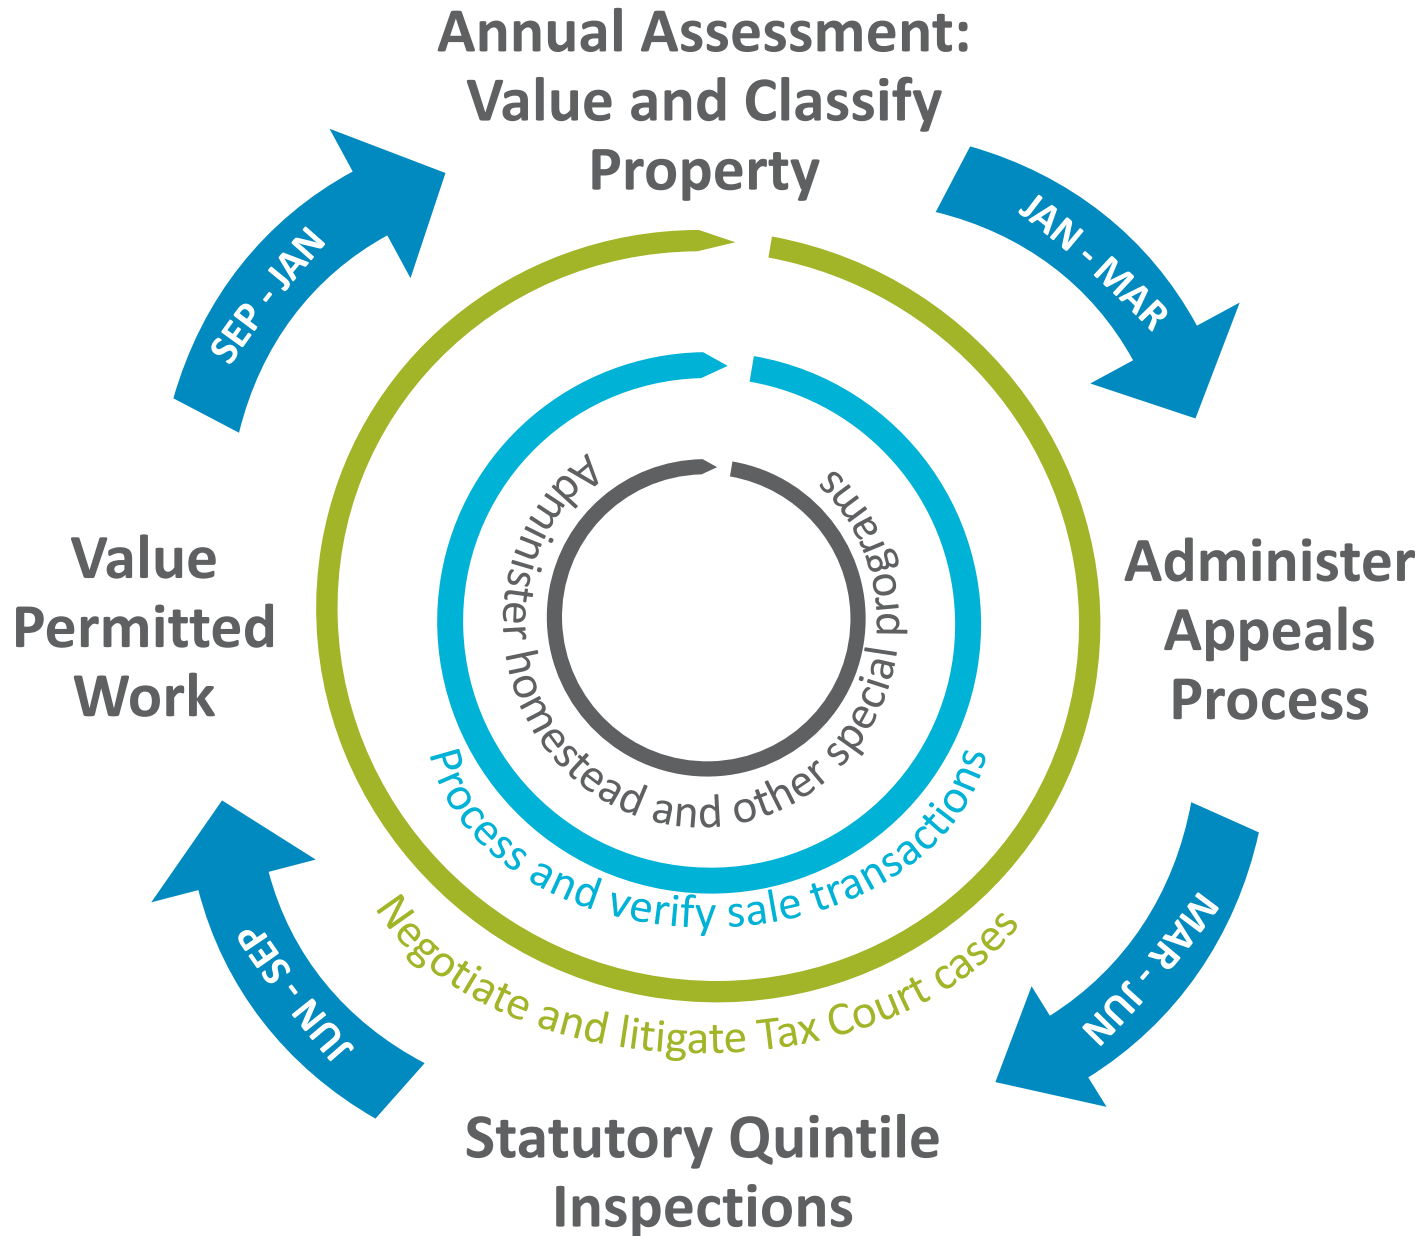 Annual Assessment:
Value and Classify
Property
SEP - JAN
JAN - MAR
Value
Permitted
Work
Administer
Appeals
Process
Administer homestead and other special programs
Process and verify sale transactions
Negotiate and litigate Tax Court cases
JUN - SEP
MAR - JUN
Statutory Quintile
Inspections